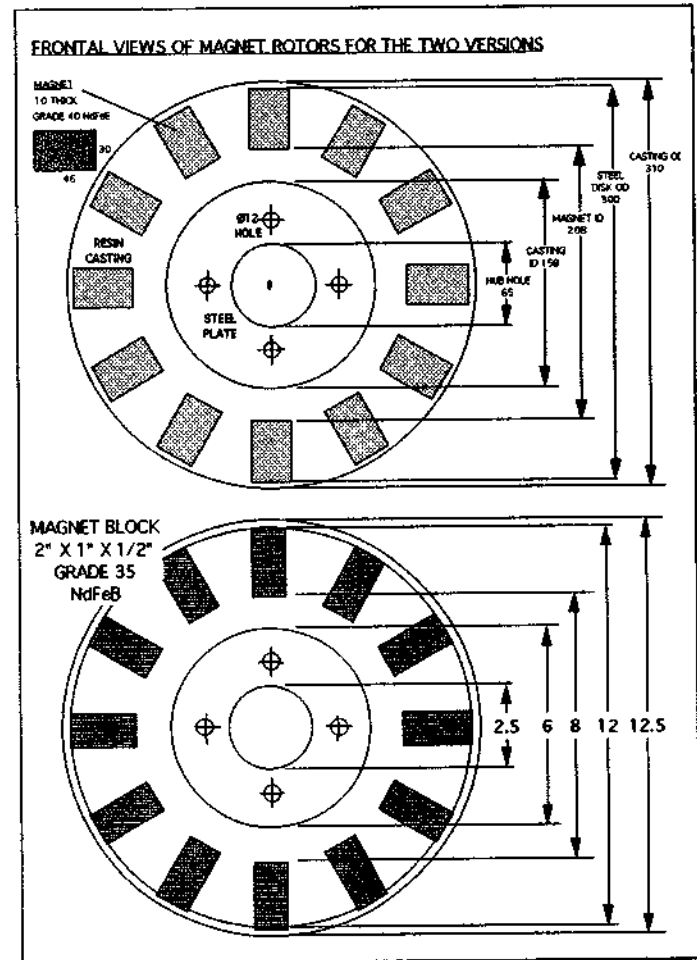 FRONTAL VIEWS OF MAGNET ROTORS FOR THE TWO VERSIONS
MAGNET
10 THICK
GRADE 40 NdFeB
30
46
CASTING OD
310
STEEL
DISK OD
300
MAGNET ID
208
CASTING
ID 158
HUB HOLE
65
Ø12
HOLE
RESIN
CASTING
STEEL
PLATE
MAGNET BLOCK
2" X 1" X 1/2"
GRADE 35
NdFeB
2.5 6 8 12 12.5